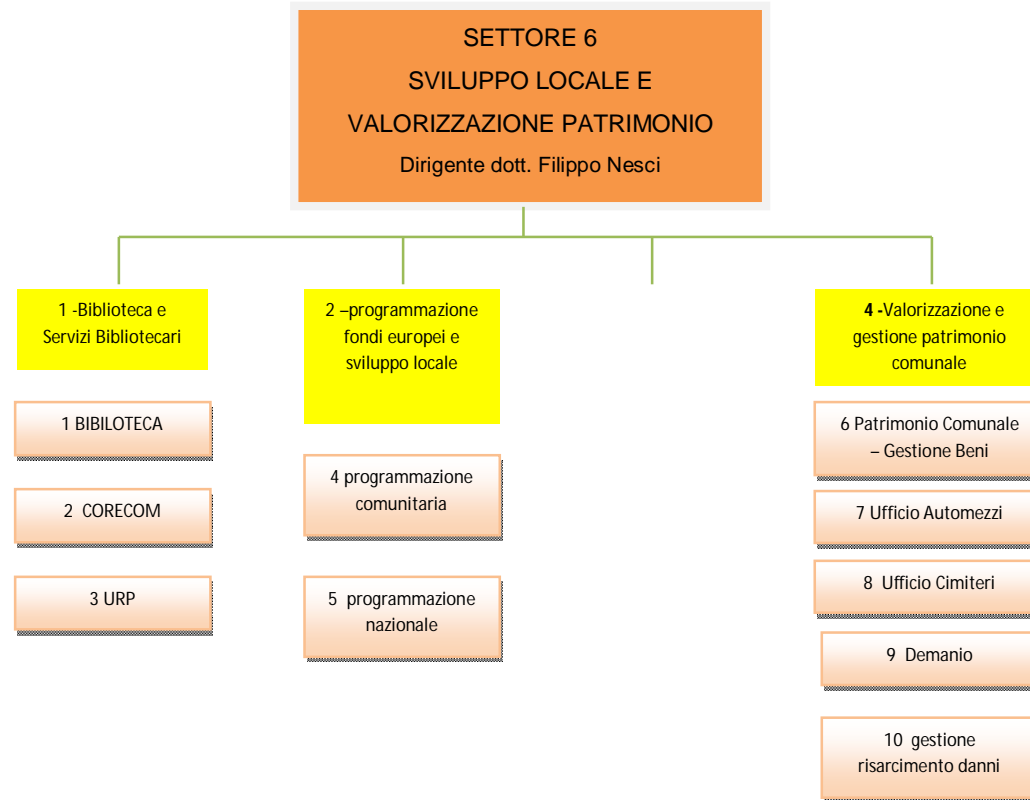 SETTORE 6
SVILUPPO LOCALE E
VALORIZZAZIONE PATRIMONIO
Dirigente dott. Filippo Nesci
1 -Biblioteca e
Servizi Bibliotecari
1 BIBILOTECA
2 CORECOM
3 URP
2 –programmazione
fondi europei e
sviluppo locale
4 programmazione
comunitaria
5 programmazione
nazionale
4 -Valorizzazione e
gestione patrimonio
comunale
6 Patrimonio Comunale
– Gestione Beni
7 Ufficio Automezzi
8 Ufficio Cimiteri
9 Demanio
10 gestione
risarcimento danni